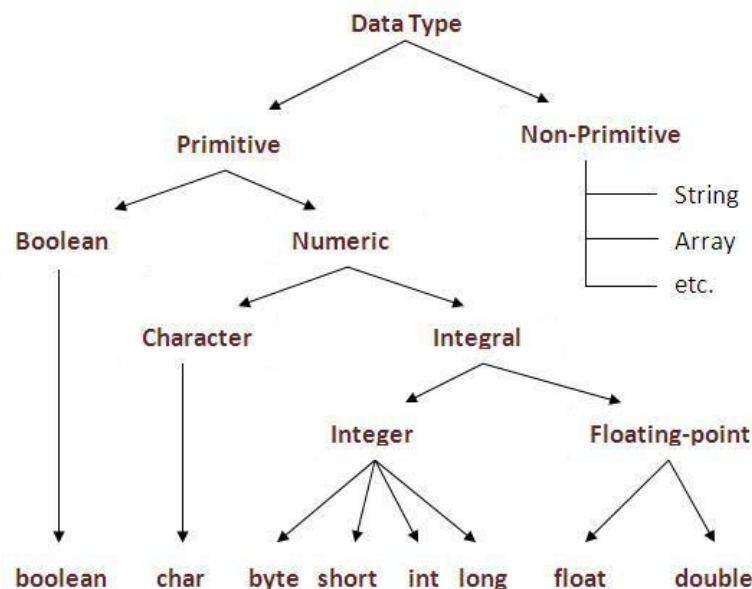 Data Type
Primitive
Non-Primitive
String
Boolean
Numeric
Array
etc.
Character
Integral
Integer
Floating-point
boolean char byte short int long float double